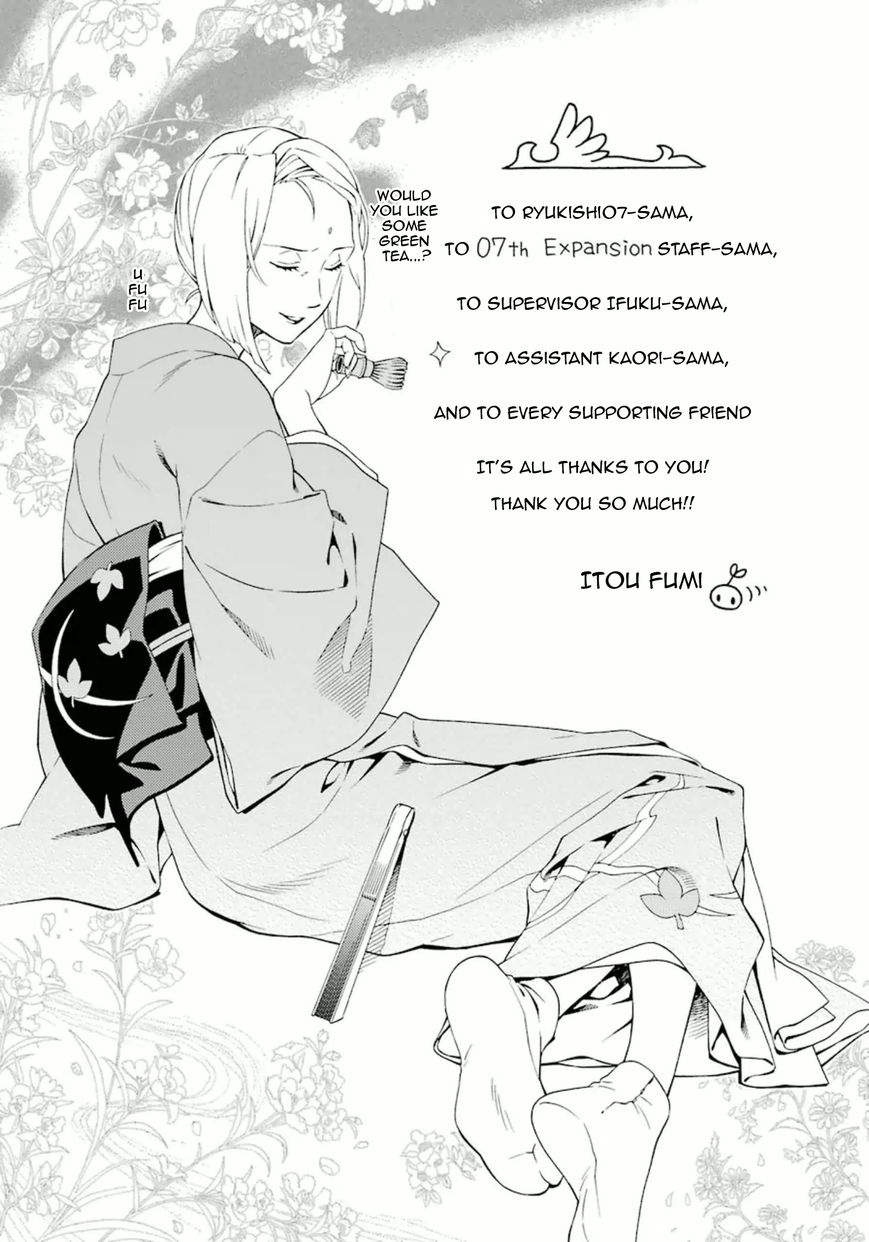 WOULD
YOU LIKE
SOME
GREEN
TEA...?
U
FU
FU
TO RYUKISHI07-SAMA,
TO 07th Expansion STAFF-SAMA,
TO SUPERVISOR IFUKU-SAMA,
TO ASSISTANT KAORI-SAMA,
AND TO EVERY SUPPORTING FRIEND
IT'S ALL THANKS TO YOU!
THANK YOU SO MUCH!!
ITOU FUMI